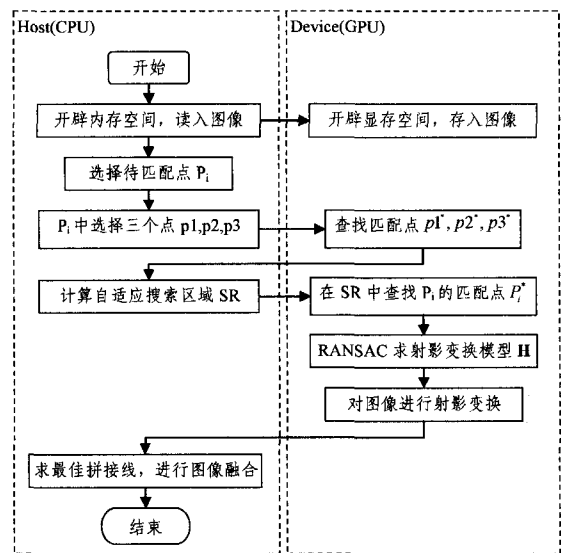 Host(CPU)
Device(GPU)
开始
开辟内存空间，读入图像
开辟显存空间，存入图像
选择待匹配点 Pi
Pi 中选择三个点 p1,p2,p3
查找匹配点 p1*, p2*, p3*
计算自适应搜索区域 SR
在 SR 中查找 Pi 的匹配点 Pi*
RANSAC 求射影变换模型 H
对图像进行射影变换
求最佳拼接线，进行图像融合
结束